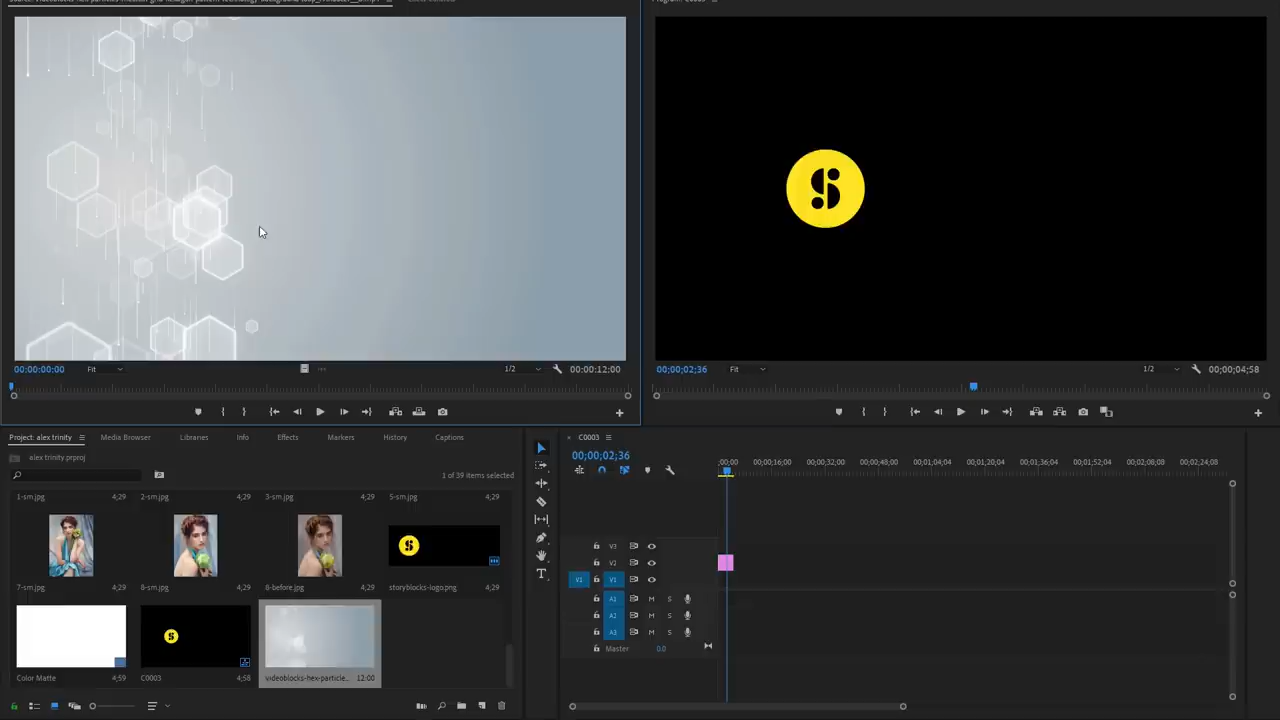 00:00:00:00
Fit
1/2
00:00:12:00
00;00;02;36
Fit
1/2
00;00;04;58
Project: alex trinity
Media Browser
Libraries
Info
Effects
Markers
History
Captions
alex trinity.prproj
1 of 39 items selected
1-sm.jpg
4;29
2-sm.jpg
4;29
3-sm.jpg
4;29
5-sm.jpg
4;29
7-sm.jpg
4;29
8-sm.jpg
4;29
8-before.jpg
4;29
storyblocks-logo.png
4;29
Color Matte
4;59
C0003
4;58
videoblocks-hex-particle...
12:00
× C0003
00;00;02;36
;00;00
00;00;16;00
00;00;32;00
00;00;48;00
00;01;04;04
00;01;20;04
00;01;36;04
00;01;52;04
00;02;08;08
00;02;24;08
V3
V2
V1 V1
A1 M S
A2 M S
A3 M S
Master 0.0